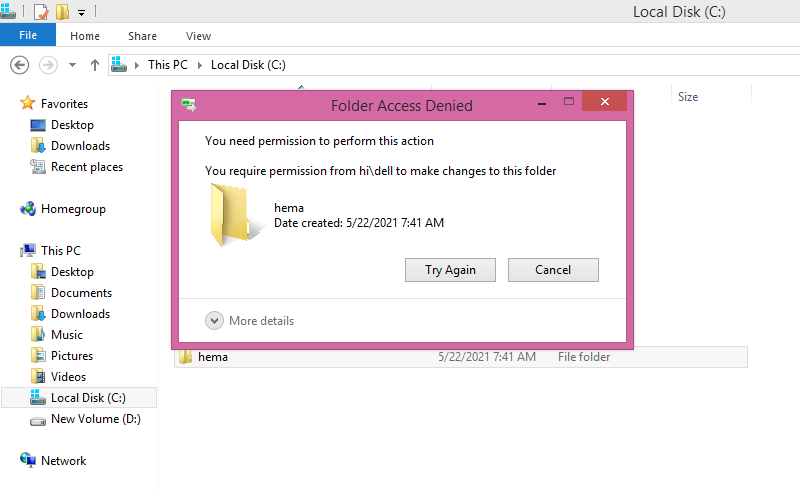 Local Disk (C:)
File Home Share View
This PC Local Disk (C:)
Size
Favorites
Desktop
Downloads
Recent places
Homegroup
This PC
Desktop
Documents
Downloads
Music
Pictures
Videos
Local Disk (C:)
New Volume (D:)
Network
Folder Access Denied
You need permission to perform this action
You require permission from hi\dell to make changes to this folder
hema
Date created: 5/22/2021 7:41 AM
Try Again Cancel
More details
hema 5/22/2021 7:41 AM File folder